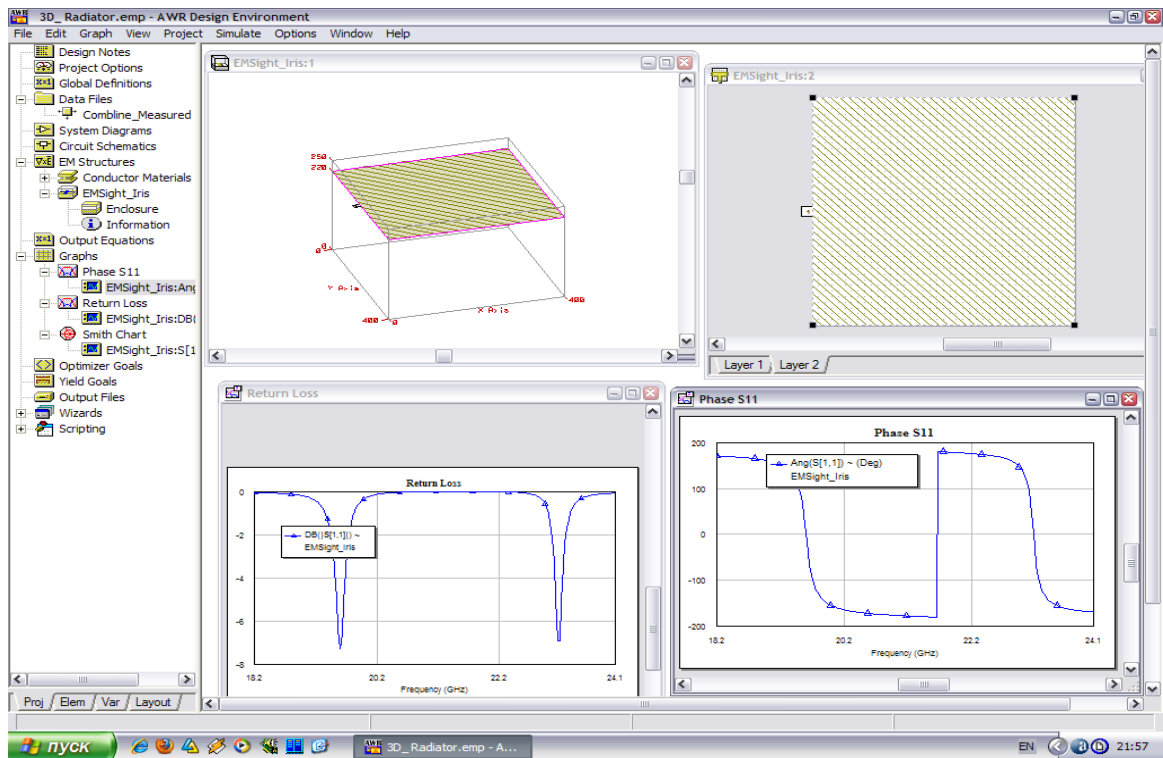 3D_ Radiator.emp - AWR Design Environment
File Edit Graph View Project Simulate Options Window Help
Design Notes
Project Options
Global Definitions
Data Files
Combline_Measured
System Diagrams
Circuit Schematics
EM Structures
Conductor Materials
EMSight_Iris
Enclosure
Information
Output Equations
Graphs
Phase S11
EMSight_Iris:Ang
Return Loss
EMSight_Iris:DB(
Smith Chart
EMSight_Iris:S[1
Optimizer Goals
Yield Goals
Output Files
Wizards
Scripting
Proj Elem Var Layout
EMSight_Iris:1
250
220
0
0
Y Axis
X Axis
400
400 0
EMSight_Iris:2
Layer 1 Layer 2
Return Loss
Return Loss
0
-2
-4
-6
-8
DB(|S[1,1]|) ~
EMSight_Iris
18.2 20.2 22.2 24.1
Frequency (GHz)
Phase S11
Phase S11
200
100
0
-100
-200
Ang(S[1,1]) ~ (Deg)
EMSight_Iris
18.2 20.2 22.2 24.1
Frequency (GHz)
пуск
3D_Radiator.emp - A...
EN
21:57